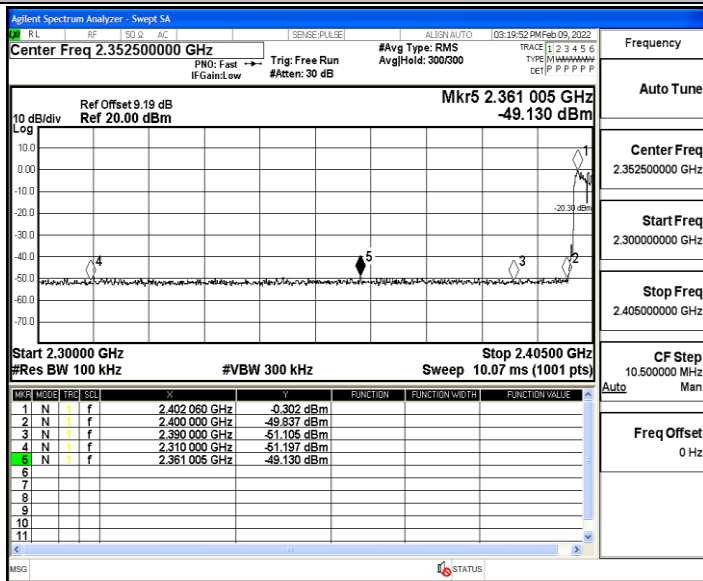 Agilent Spectrum Analyzer - Swept SA
LXI RL RF 50 Ω AC SENSE:PULSE ALIGN AUTO 03:19:52 PM Feb 09, 2022
Center Freq 2.352500000 GHz
PNO: Fast
IFGain:Low
Trig: Free Run
#Atten: 30 dB
#Avg Type: RMS
Avg|Hold: 300/300
TRACE 1 2 3 4 5 6
TYPE M WWWWW
DET P P P P P P
Frequency
Auto Tune
Center Freq
2.352500000 GHz
Start Freq
2.300000000 GHz
Stop Freq
2.405000000 GHz
CF Step
10.500000 MHz
Auto Man
Freq Offset
0 Hz
Mkr5 2.361 005 GHz
-49.130 dBm
Ref Offset 9.19 dB
10 dB/div Ref 20.00 dBm
Log
10.0
0.00
-10.0
-20.0
-30.0
-40.0
-50.0
-60.0
-70.0
1
-20.30 dBm
4
5
3
2
Start 2.30000 GHz Stop 2.40500 GHz
#Res BW 100 kHz #VBW 300 kHz Sweep 10.07 ms (1001 pts)
MKR MODE TRC SCL X Y FUNCTION FUNCTION WIDTH FUNCTION VALUE
1 N 1 f 2.402 060 GHz -0.302 dBm
2 N 1 f 2.400 000 GHz -49.837 dBm
3 N 1 f 2.390 000 GHz -51.105 dBm
4 N 1 f 2.310 000 GHz -51.197 dBm
5 N 1 f 2.361 005 GHz -49.130 dBm
6
7
8
9
10
11
MSG STATUS